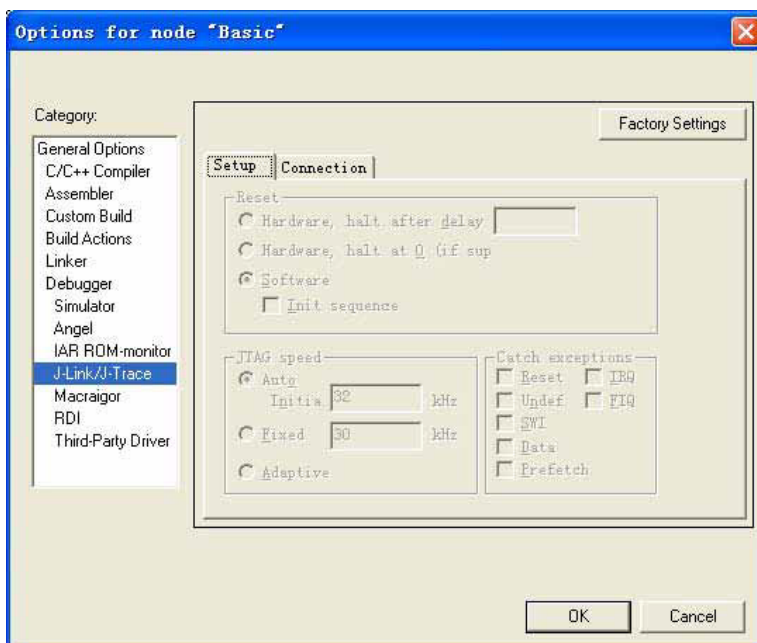 Options for node "Basic"
Category:
Factory Settings
General Options
C/C++ Compiler
Assembler
Custom Build
Build Actions
Linker
Debugger
Simulator
Angel
IAR ROM-monitor
J-Link/J-Trace
Macraigor
RDI
Third-Party Driver
Setup
Connection
Reset
Hardware, halt after delay
Hardware, halt at 0 (if sup
Software
Init sequence
JTAG speed
Auto
Initia 32 kHz
Fixed 30 kHz
Adaptive
Catch exceptions
Reset IRQ
Undef FIQ
SWI
Data
Prefetch
OK
Cancel